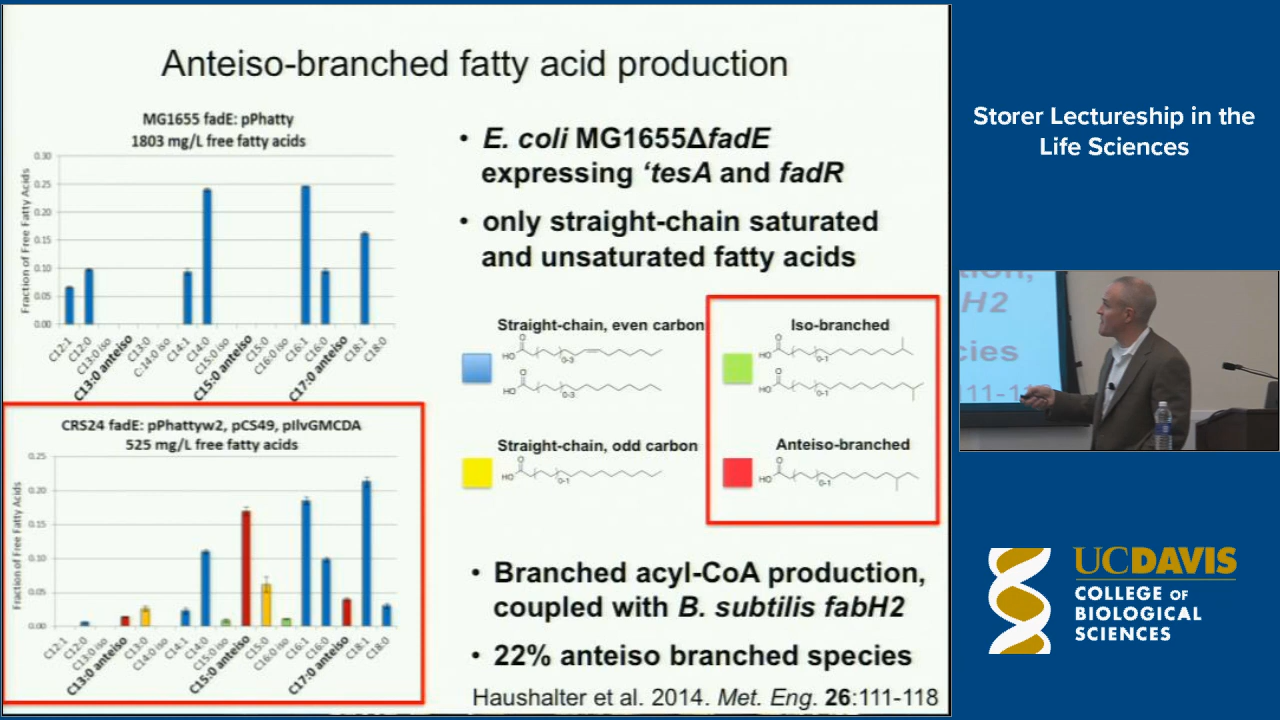 Anteiso-branched fatty acid production
MG1655 fadE: pPhatty
1803 mg/L free fatty acids
Fraction of Free Fatty Acids
0.30
0.25
0.20
0.15
0.10
0.05
0.00
C12:1
C12:0
C13:0 iso
C13:0 anteiso
C13:0
C:14:0 iso
C14:1
C14:0
C15:0 iso
C15:0 anteiso
C15:0
C16:0 iso
C16:1
C16:0
C17:0 anteiso
C18:1
C18:0
CRS24 fadE: pPhattyw2, pCS49, pIlvGMCDA
525 mg/L free fatty acids
Fraction of Free Fatty Acids
0.25
0.20
0.15
0.10
0.05
0.00
C12:1
C12:0
C13:0 iso
C13:0 anteiso
C13:0
C14:0 iso
C14:1
C14:0
C15:0 iso
C15:0 anteiso
C15:0
C16:0 iso
C16:1
C16:0
C17:0 anteiso
C18:1
C18:0
• E. coli MG1655ΔfadE
expressing ‘tesA and fadR
• only straight-chain saturated
and unsaturated fatty acids
Straight-chain, even carbon
O
HO
0-3
O
HO
0-3
Iso-branched
O
HO
0-1
O
HO
0-1
Straight-chain, odd carbon
O
HO
0-1
Anteiso-branched
O
HO
0-1
• Branched acyl-CoA production,
coupled with B. subtilis fabH2
• 22% anteiso branched species
Haushalter et al. 2014. Met. Eng. 26:111-118
Storer Lectureship in the
Life Sciences
H2
cies
111-1
UCDAVIS
COLLEGE OF
BIOLOGICAL
SCIENCES